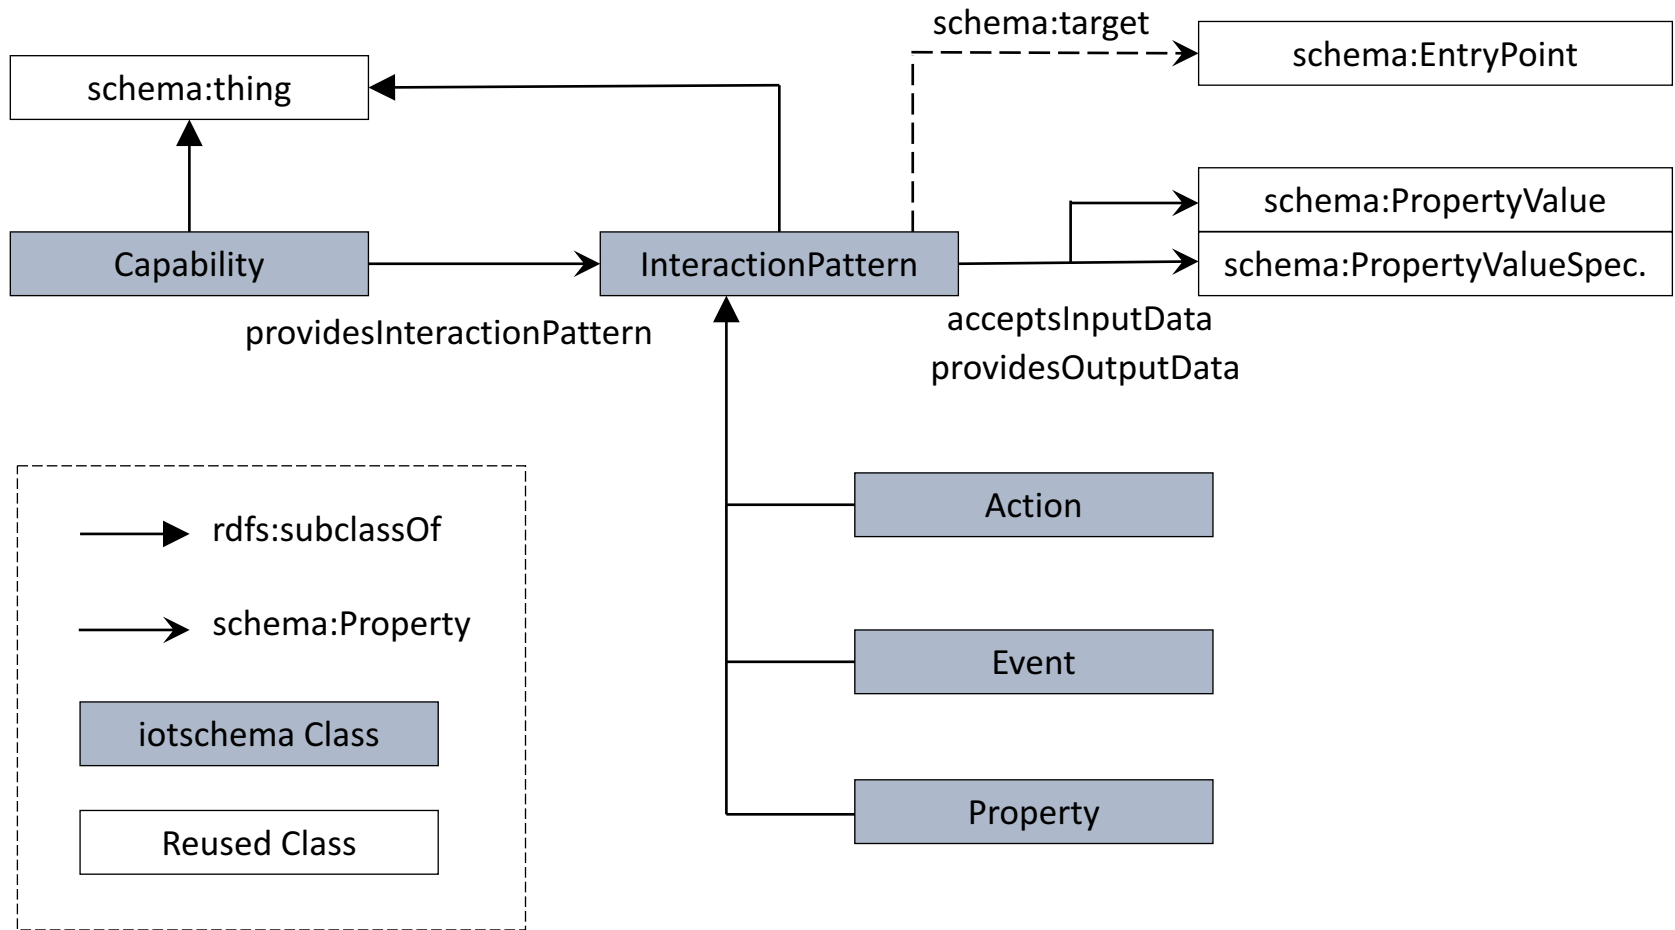 schema:target
schema:EntryPoint
schema:thing
schema:PropertyValue
Capability
InteractionPattern
schema:PropertyValueSpec.
providesInteractionPattern
acceptsInputData
providesOutputData
Action
Event
Property
rdfs:subclassOf
schema:Property
iotschema Class
Reused Class